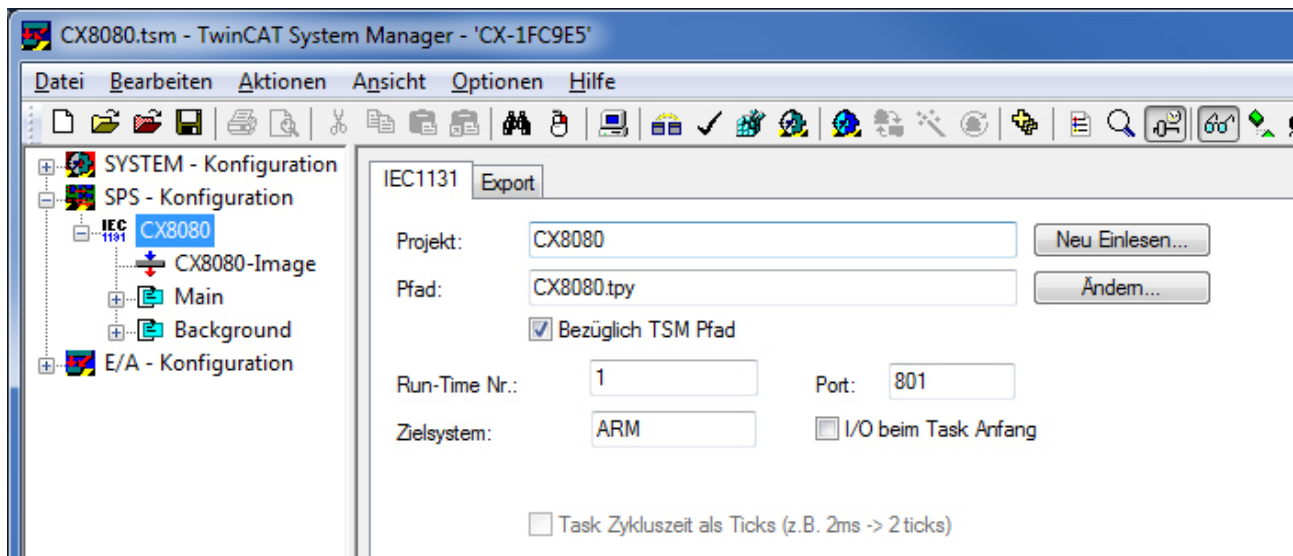 CX8080.tsm - TwinCAT System Manager - 'CX-1FC9E5'
Datei Bearbeiten Aktionen Ansicht Optionen Hilfe
SYSTEM - Konfiguration
SPS - Konfiguration
IEC 1131 CX8080
CX8080-Image
Main
Background
E/A - Konfiguration
IEC1131 Export
Projekt: CX8080 Neu Einlesen...
Pfad: CX8080.tpy Ändern...
Bezüglich TSM Pfad
Run-Time Nr.: 1 Port: 801
Zielsystem: ARM I/O beim Task Anfang
Task Zykluszeit als Ticks (z.B. 2ms -> 2 ticks)